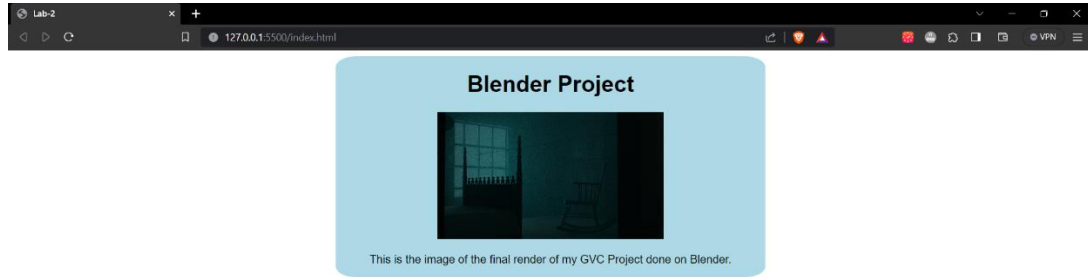 Lab-2
127.0.0.1:5500/index.html
VPN
Blender Project
This is the image of the final render of my GVC Project done on Blender.